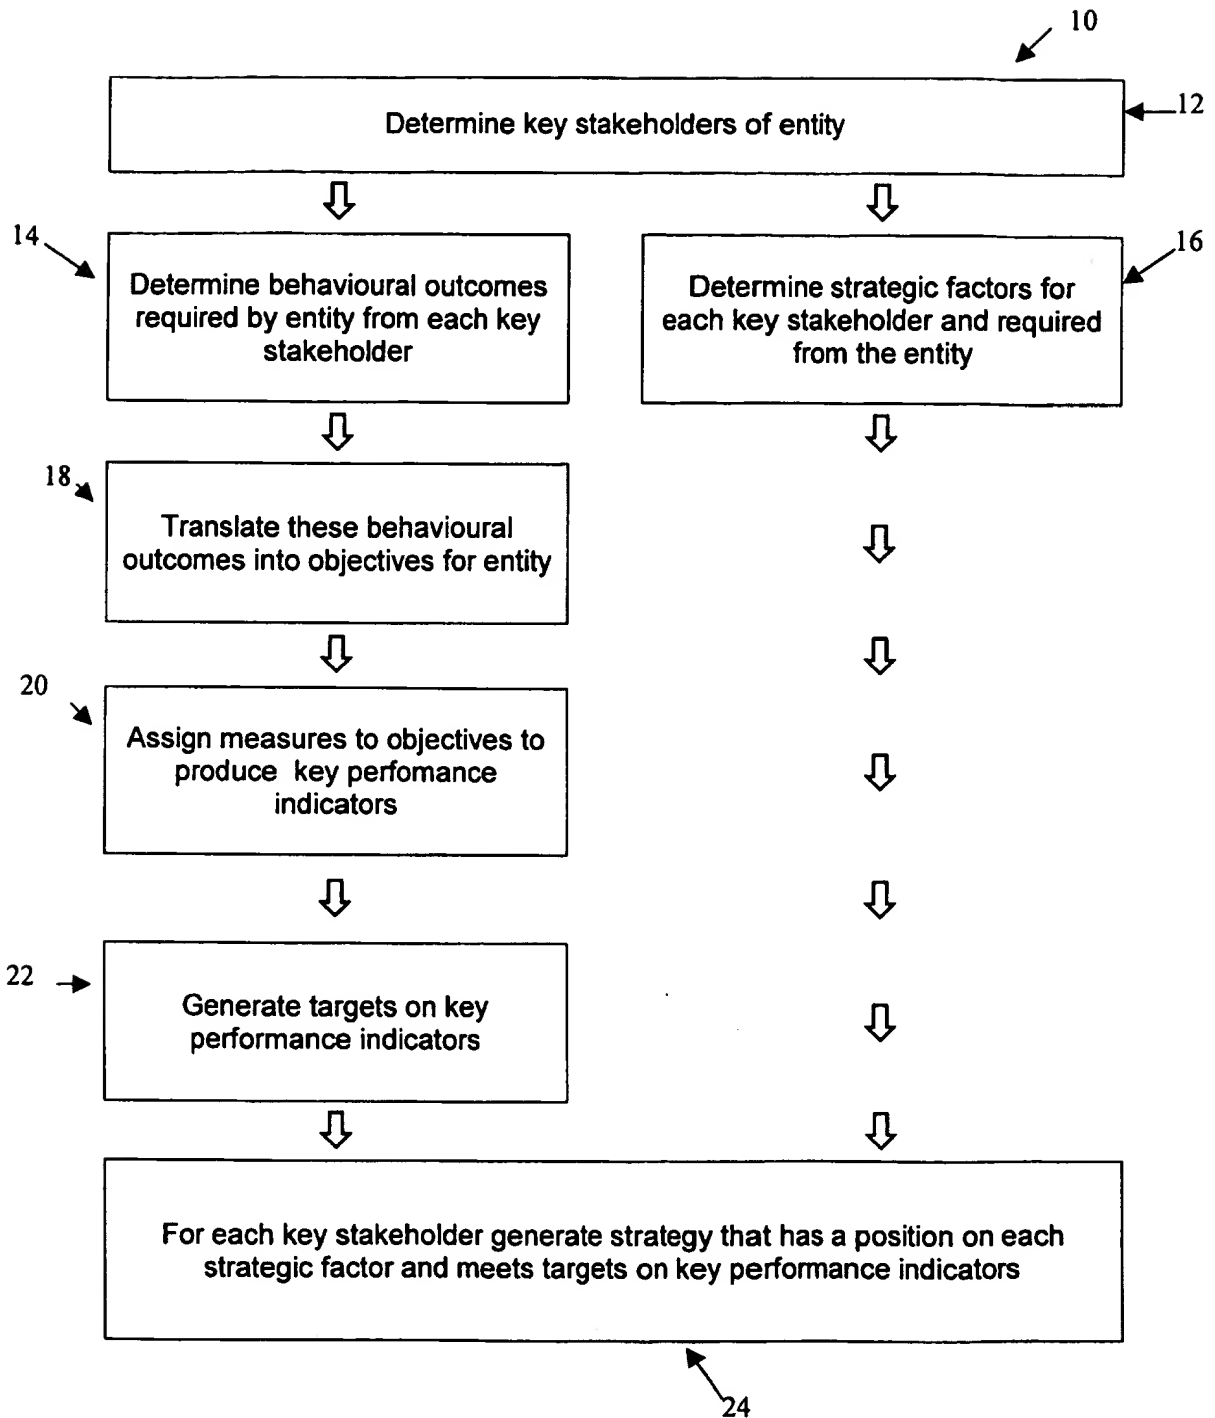 10
Determine key stakeholders of entity
12
14
Determine behavioural outcomes
required by entity from each key
stakeholder
16
Determine strategic factors for
each key stakeholder and required
from the entity
18
Translate these behavioural
outcomes into objectives for entity
20
Assign measures to objectives to
produce key perfomance
indicators
22
Generate targets on key
performance indicators
For each key stakeholder generate strategy that has a position on each
strategic factor and meets targets on key performance indicators
24